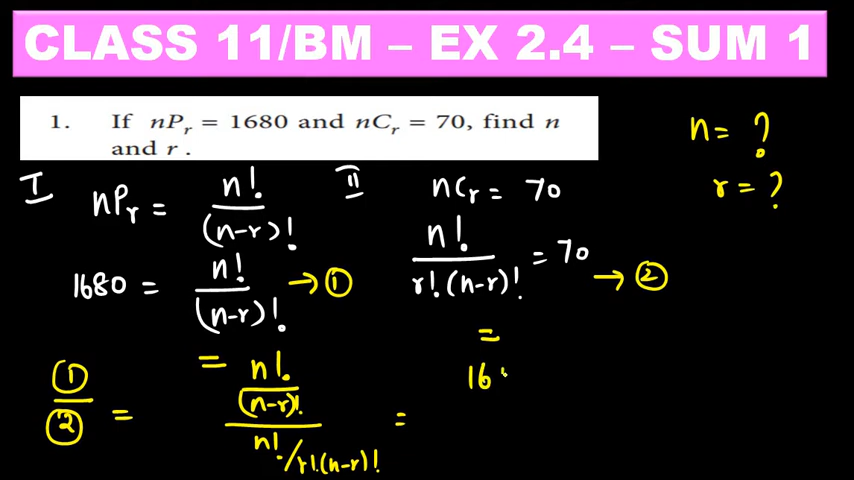 CLASS 11/BM – EX 2.4 – SUM 1
1. If nPr = 1680 and nCr = 70, find n
and r .
n = ?
r = ?
I nPr = n! / (n-r)!
1680 = n! / (n-r)! → ①
II nCr = 70
n! / r!.(n-r)! = 70 → ②
① / ② = = n! / (n-r)! / n! / r!.(n-r)! =
=
16